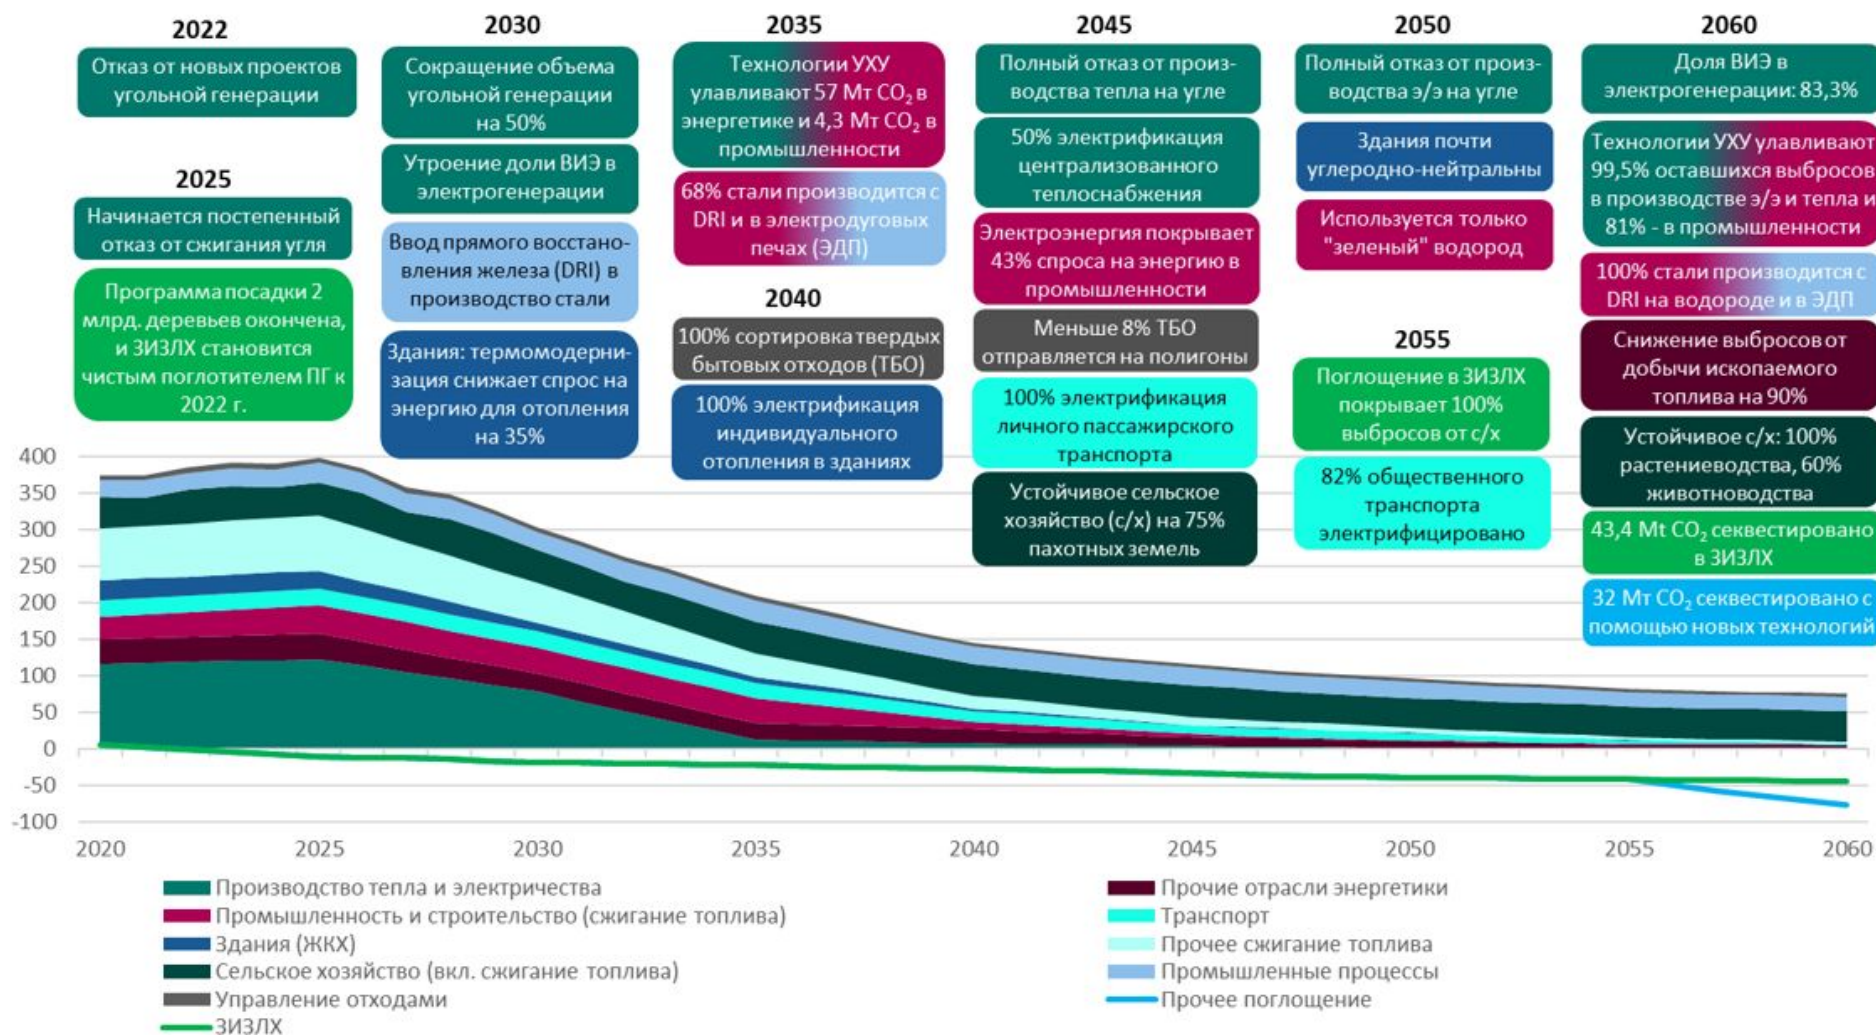 2022
Отказ от новых проектов
угольной генерации
2025
Начинается постепенный
отказ от сжигания угля
Программа посадки 2
млрд. деревьев окончена,
и ЗИЗЛХ становится
чистым поглотителем ПГ к
2022 г.
2030
Сокращение объема
угольной генерации
на 50%
Утроение доли ВИЭ в
электрогенерации
Ввод прямого восстано-
вления железа (DRI) в
производство стали
Здания: термомодерни-
зация снижает спрос на
энергию для отопления
на 35%
2035
Технологии УХУ
улавливают 57 Мт CO₂ в
энергетике и 4,3 Мт CO₂ в
промышленности
68% стали производится с
DRI и в электродуговых
печах (ЭДП)
2040
100% сортировка твердых
бытовых отходов (ТБО)
100% электрификация
индивидуального
отопления в зданиях
2045
Полный отказ от произ-
водства тепла на угле
50% электрификация
централизованного
теплоснабжения
Электроэнергия покрывает
43% спроса на энергию в
промышленности
Меньше 8% ТБО
отправляется на полигоны
100% электрификация
личного пассажирского
транспорта
Устойчивое сельское
хозяйство (с/х) на 75%
пахотных земель
2050
Полный отказ от произ-
водства э/э на угле
Здания почти
углеродно-нейтральны
Используется только
"зеленый" водород
2055
Поглощение в ЗИЗЛХ
покрывает 100%
выбросов от с/х
82% общественного
транспорта
электрифицировано
2060
Доля ВИЭ в
электрогенерации: 83,3%
Технологии УХУ улавливают
99,5% оставшихся выбросов
в производстве э/э и тепла и
81% - в промышленности
100% стали производится с
DRI на водороде и в ЭДП
Снижение выбросов от
добычи ископаемого
топлива на 90%
Устойчивое с/х: 100%
растениеводства, 60%
животноводства
43,4 Mt CO₂ секвестировано
в ЗИЗЛХ
32 Мт CO₂ секвестировано с
помощью новых технологий
400
350
300
250
200
150
100
50
0
-50
-100
2020
2025
2030
2035
2040
2045
2050
2055
2060
Производство тепла и электричества
Прочие отрасли энергетики
Промышленность и строительство (сжигание топлива)
Транспорт
Здания (ЖКХ)
Прочее сжигание топлива
Сельское хозяйство (вкл. сжигание топлива)
Промышленные процессы
Управление отходами
Прочее поглощение
ЗИЗЛХ